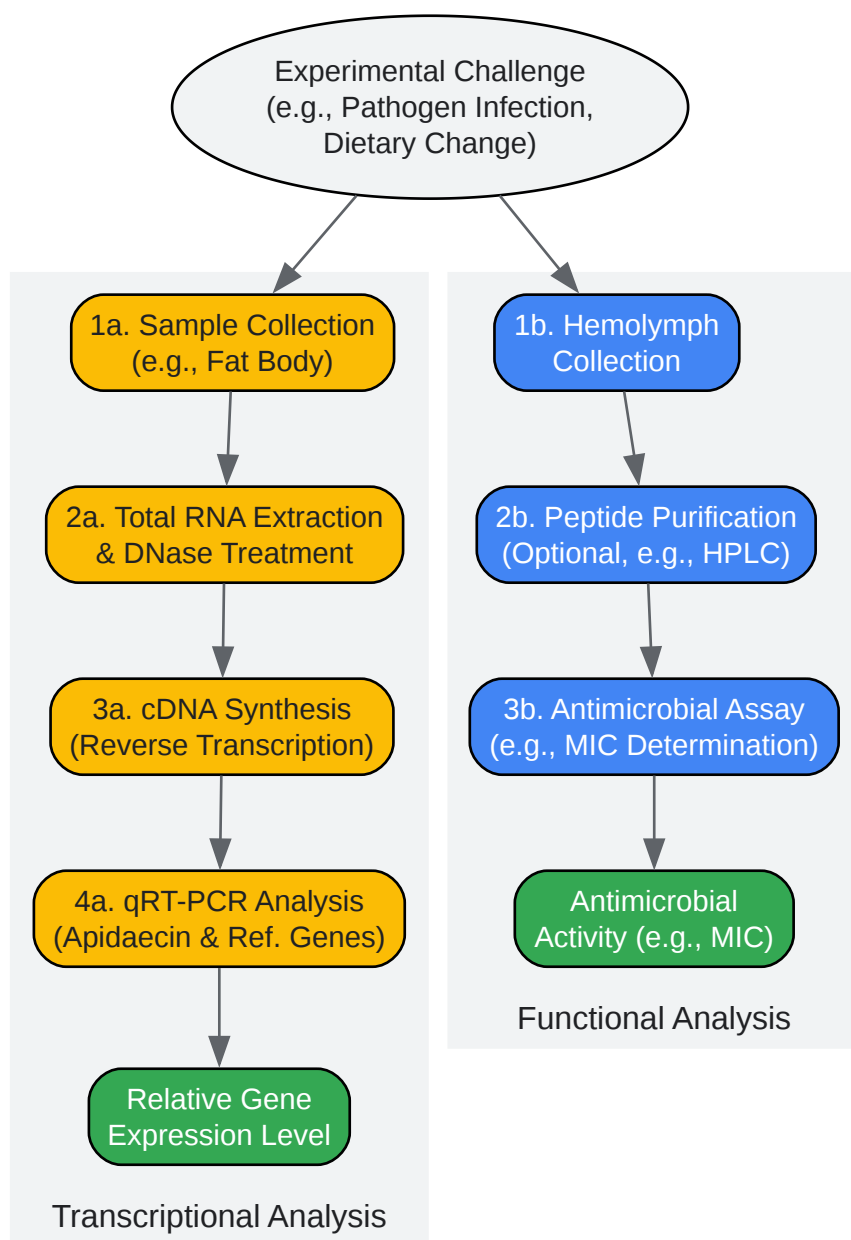 Experimental Challenge
(e.g., Pathogen Infection,
Dietary Change)
1a. Sample Collection
(e.g., Fat Body)
2a. Total RNA Extraction
& DNase Treatment
3a. cDNA Synthesis
(Reverse Transcription)
4a. qRT-PCR Analysis
(Apidaecin & Ref. Genes)
Relative Gene
Expression Level
Transcriptional Analysis
1b. Hemolymph
Collection
2b. Peptide Purification
(Optional, e.g., HPLC)
3b. Antimicrobial Assay
(e.g., MIC Determination)
Antimicrobial
Activity (e.g., MIC)
Functional Analysis